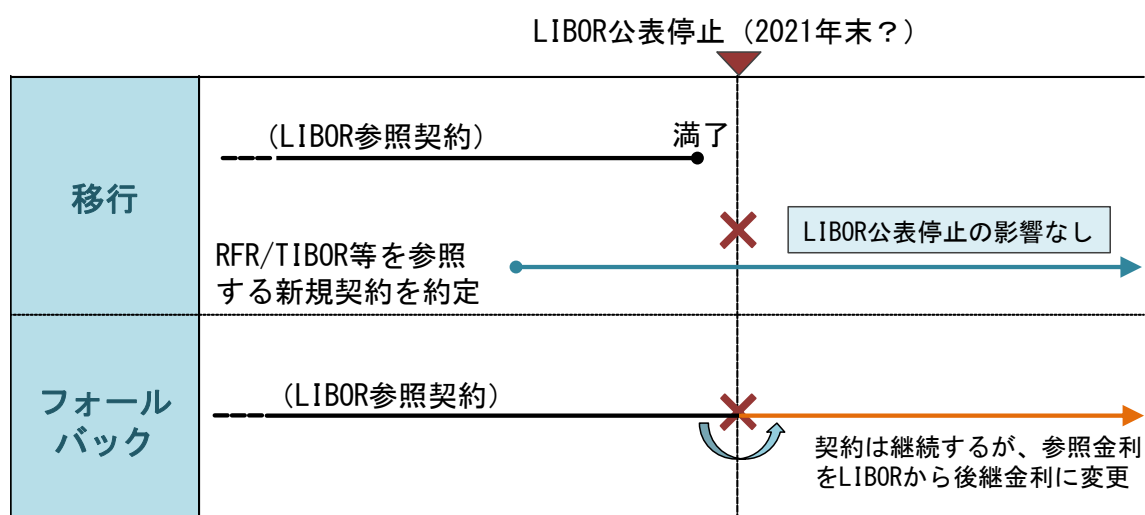 LIBOR公表停止（2021年末？）
移行
（LIBOR参照契約）
満了
LIBOR公表停止の影響なし
RFR/TIBOR等を参照
する新規契約を約定
フォール
バック
（LIBOR参照契約）
契約は継続するが、参照金利
をLIBORから後継金利に変更